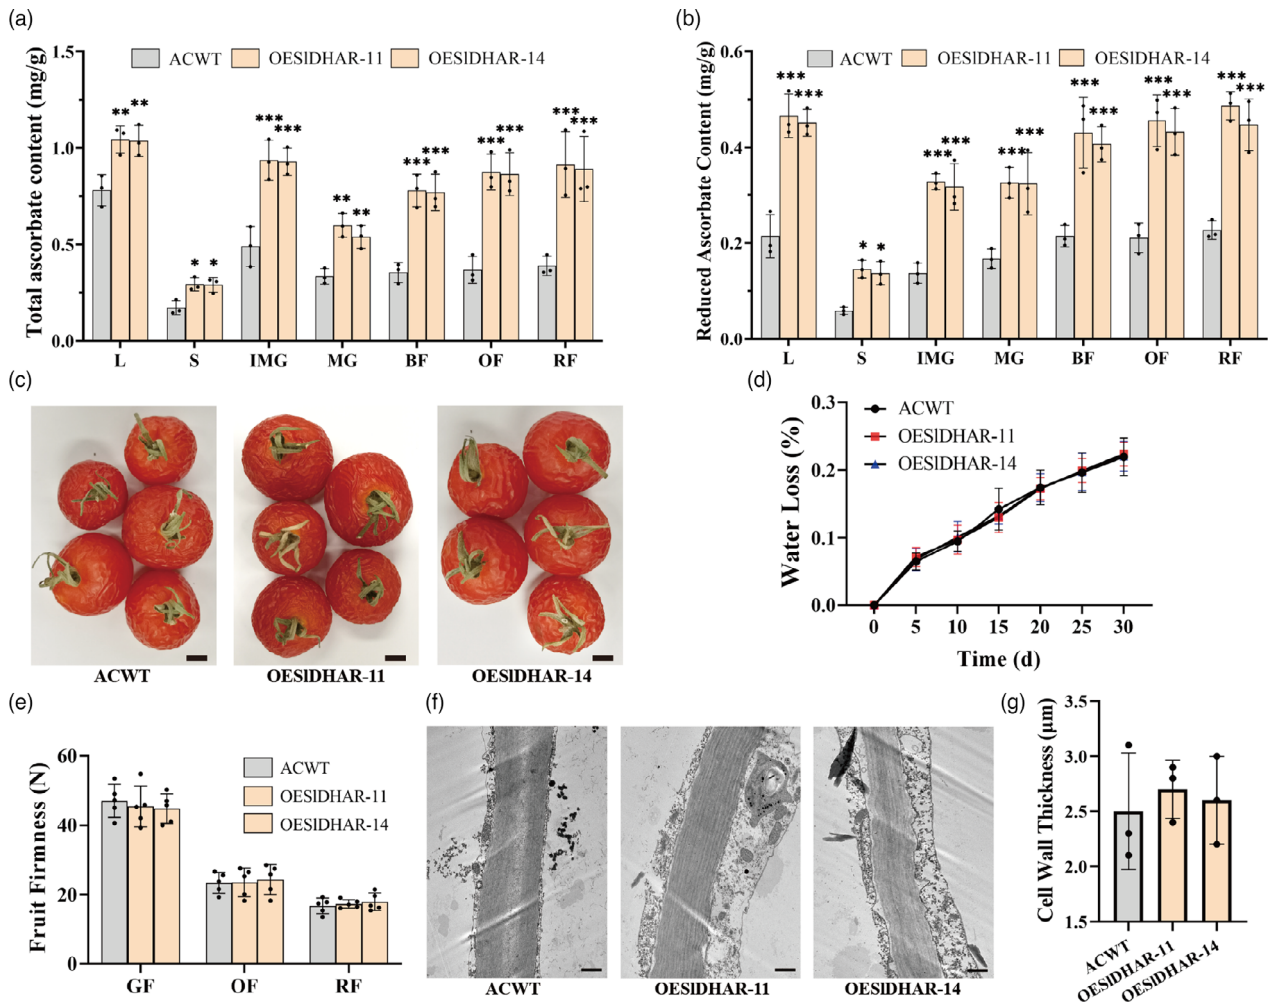 (a)
ACWT OESlDHAR-11 OESlDHAR-14
Total ascorbate content (mg/g)
1.5
1.0
0.5
0.0
** ** * * *** *** ** ** *** *** *** *** *** ***
L S IMG MG BF OF RF
(b)
ACWT OESlDHAR-11 OESlDHAR-14
Reduced Ascorbate Content (mg/g)
0.6
0.4
0.2
0.0
*** *** * * *** *** *** *** *** *** *** *** *** ***
L S IMG MG BF OF RF
(c)
ACWT OESlDHAR-11 OESlDHAR-14
(d)
ACWT
OESlDHAR-11
OESlDHAR-14
Water Loss (%)
0.3
0.2
0.1
0.0
0 5 10 15 20 25 30
Time (d)
(e)
ACWT
OESlDHAR-11
OESlDHAR-14
Fruit Firmness (N)
60
40
20
0
GF OF RF
(f)
ACWT OESlDHAR-11 OESlDHAR-14
(g)
Cell Wall Thickness (μm)
3.5
3.0
2.5
2.0
1.5
ACWT
OESlDHAR-11
OESlDHAR-14